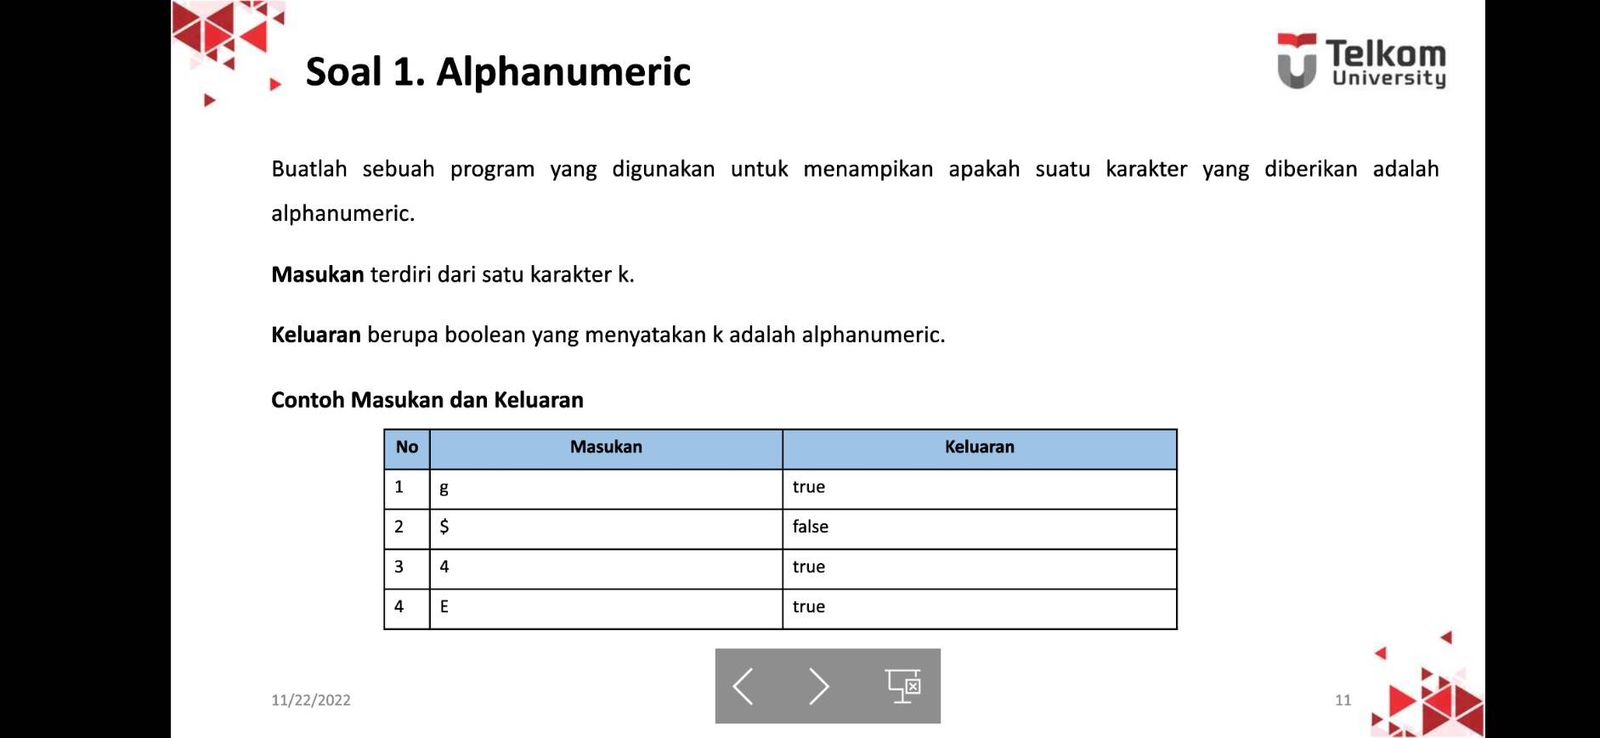 Soal 1. Alphanumeric
Telkom
University
Buatlah sebuah program yang digunakan untuk menampikan apakah suatu karakter yang diberikan adalah
alphanumeric.
Masukan terdiri dari satu karakter k.
Keluaran berupa boolean yang menyatakan k adalah alphanumeric.
Contoh Masukan dan Keluaran
No Masukan Keluaran
1 g true
2 $ false
3 4 true
4 E true
11/22/2022
11